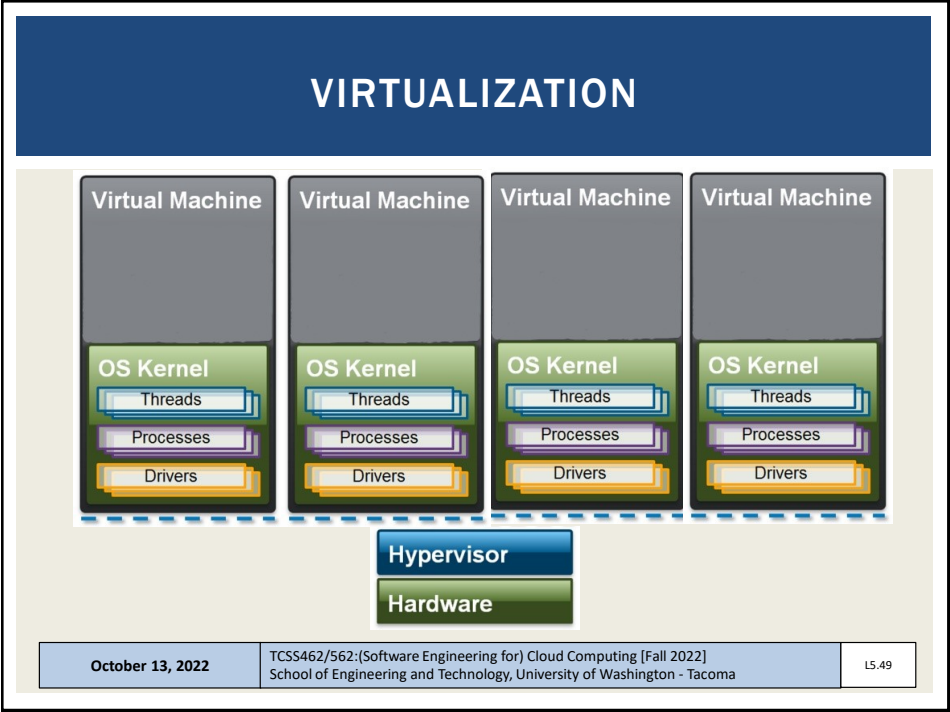 VIRTUALIZATION
Virtual Machine
Virtual Machine
Virtual Machine
Virtual Machine
OS Kernel
OS Kernel
OS Kernel
OS Kernel
Threads
Threads
Threads
Threads
Processes
Processes
Processes
Processes
Drivers
Drivers
Drivers
Drivers
Hypervisor
Hardware
October 13, 2022
TCSS462/562:(Software Engineering for) Cloud Computing [Fall 2022]
School of Engineering and Technology, University of Washington - Tacoma
L5.49